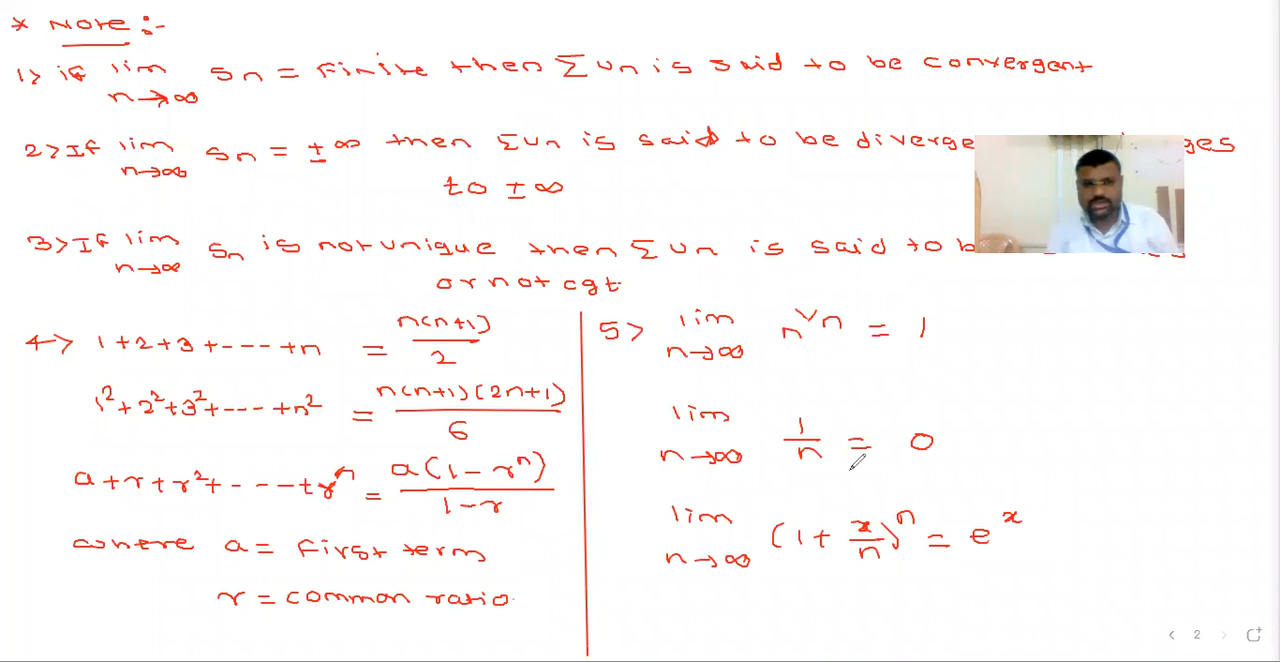 * Note :-
1> if lim n→∞ Sn = finite then Σun is said to be convergent
2> If lim n→∞ Sn = ±∞ then Σun is said to be diverge ges
to ±∞
3> If lim n→∞ Sn is not unique then Σun is said to b
or not cgt.
4> 1+2+3+----+n = n(n+1)/2
1²+2²+3²+----+n² = n(n+1)(2n+1)/6
a+r+r²+----+r^n = a(1-r^n)/1-r
where a = first term
r = common ratio.
5> lim n→∞ n^1/n = 1
lim n→∞ 1/n = 0
lim n→∞ (1+x/n)^n = e^x
< 2 >